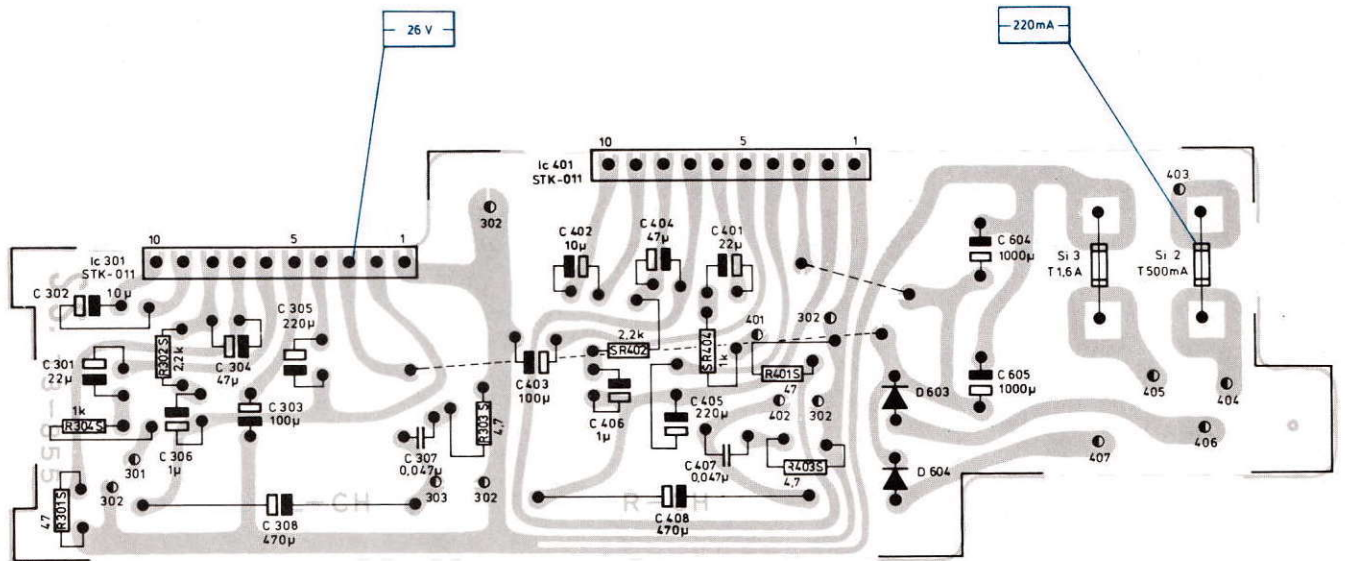 26 V
220mA
10
5
1
Ic 401
STK-011
403
302
10
5
1
Ic 301
STK-011
C 402
10µ
C 404
47µ
C 401
22µ
C 604
1000µ
Si 3
T 1,6A
Si 2
T 500mA
C 302
10µ
C 305
220µ
R302 S
2,2k
C 304
47µ
C 301
22µ
2,2k
SR402
SR404
1k
401
302
C 403
100µ
R401S
47
C 605
1000µ
405
404
1k
R304S
C 306
1µ
C 303
100µ
R303 S
4,7
C 406
1µ
C 405
220µ
402
302
D 603
301
302
C 307
0,047µ
303
302
C 407
0,047µ
R403S
4,7
407
406
D 604
R301S
47
C 308
470µ
L-CH
C 408
470µ
R-CH